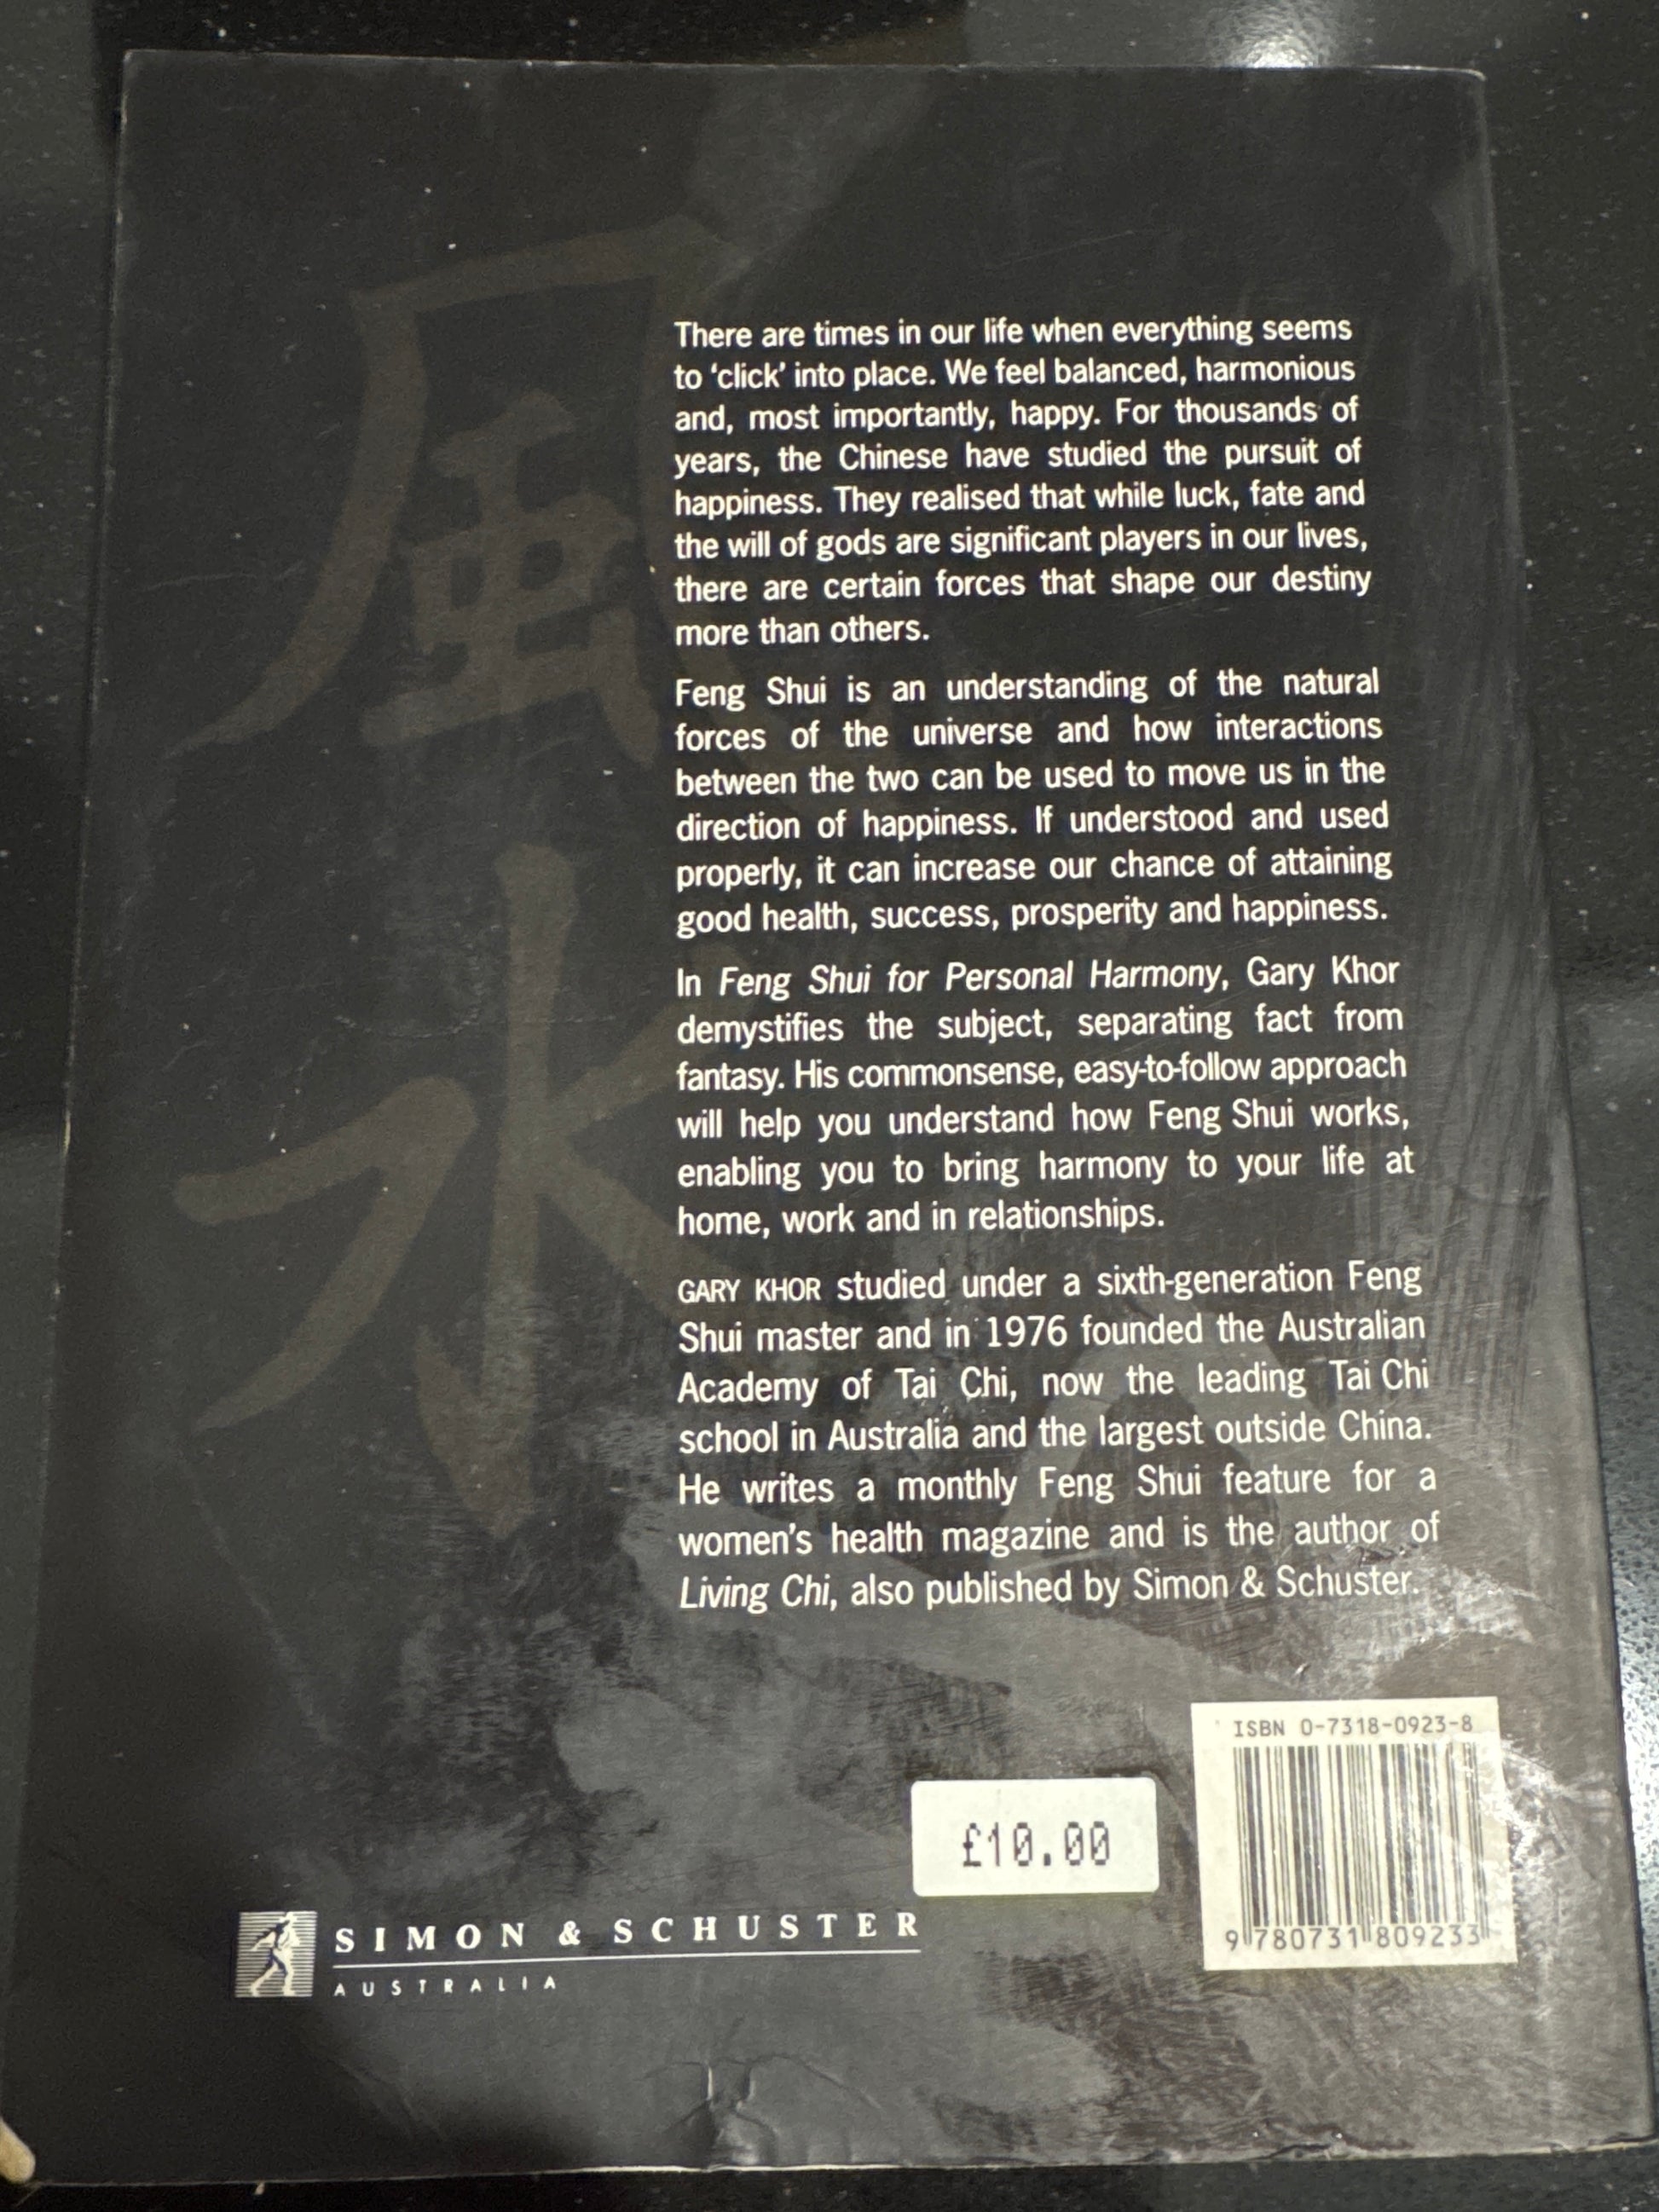 風
水
There are times in our life when everything seems
to ‘click’ into place. We feel balanced, harmonious
and, most importantly, happy. For thousands of
years, the Chinese have studied the pursuit of
happiness. They realised that while luck, fate and
the will of gods are significant players in our lives,
there are certain forces that shape our destiny
more than others.
Feng Shui is an understanding of the natural
forces of the universe and how interactions
between the two can be used to move us in the
direction of happiness. If understood and used
properly, it can increase our chance of attaining
good health, success, prosperity and happiness.
In Feng Shui for Personal Harmony, Gary Khor
demystifies the subject, separating fact from
fantasy. His commonsense, easy-to-follow approach
will help you understand how Feng Shui works,
enabling you to bring harmony to your life at
home, work and in relationships.
GARY KHOR studied under a sixth-generation Feng
Shui master and in 1976 founded the Australian
Academy of Tai Chi, now the leading Tai Chi
school in Australia and the largest outside China.
He writes a monthly Feng Shui feature for a
women’s health magazine and is the author of
Living Chi, also published by Simon & Schuster.
ISBN 0-7318-0923-8
£10.00
9 780731 809233
SIMON & SCHUSTER
AUSTRALIA